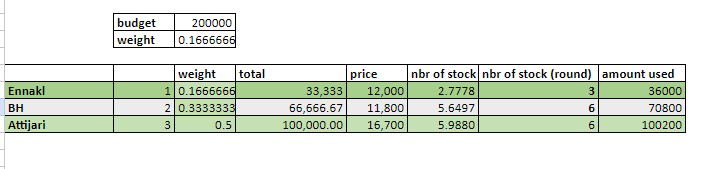 budget 200000
weight 0.1666666
weight total price nbr of stock nbr of stock (round) amount used
Ennakl 1 0.1666666 33,333 12,000 2.7778 3 36000
BH 2 0.3333333 66,666.67 11,800 5.6497 6 70800
Attijari 3 0.5 100,000.00 16,700 5.9880 6 100200